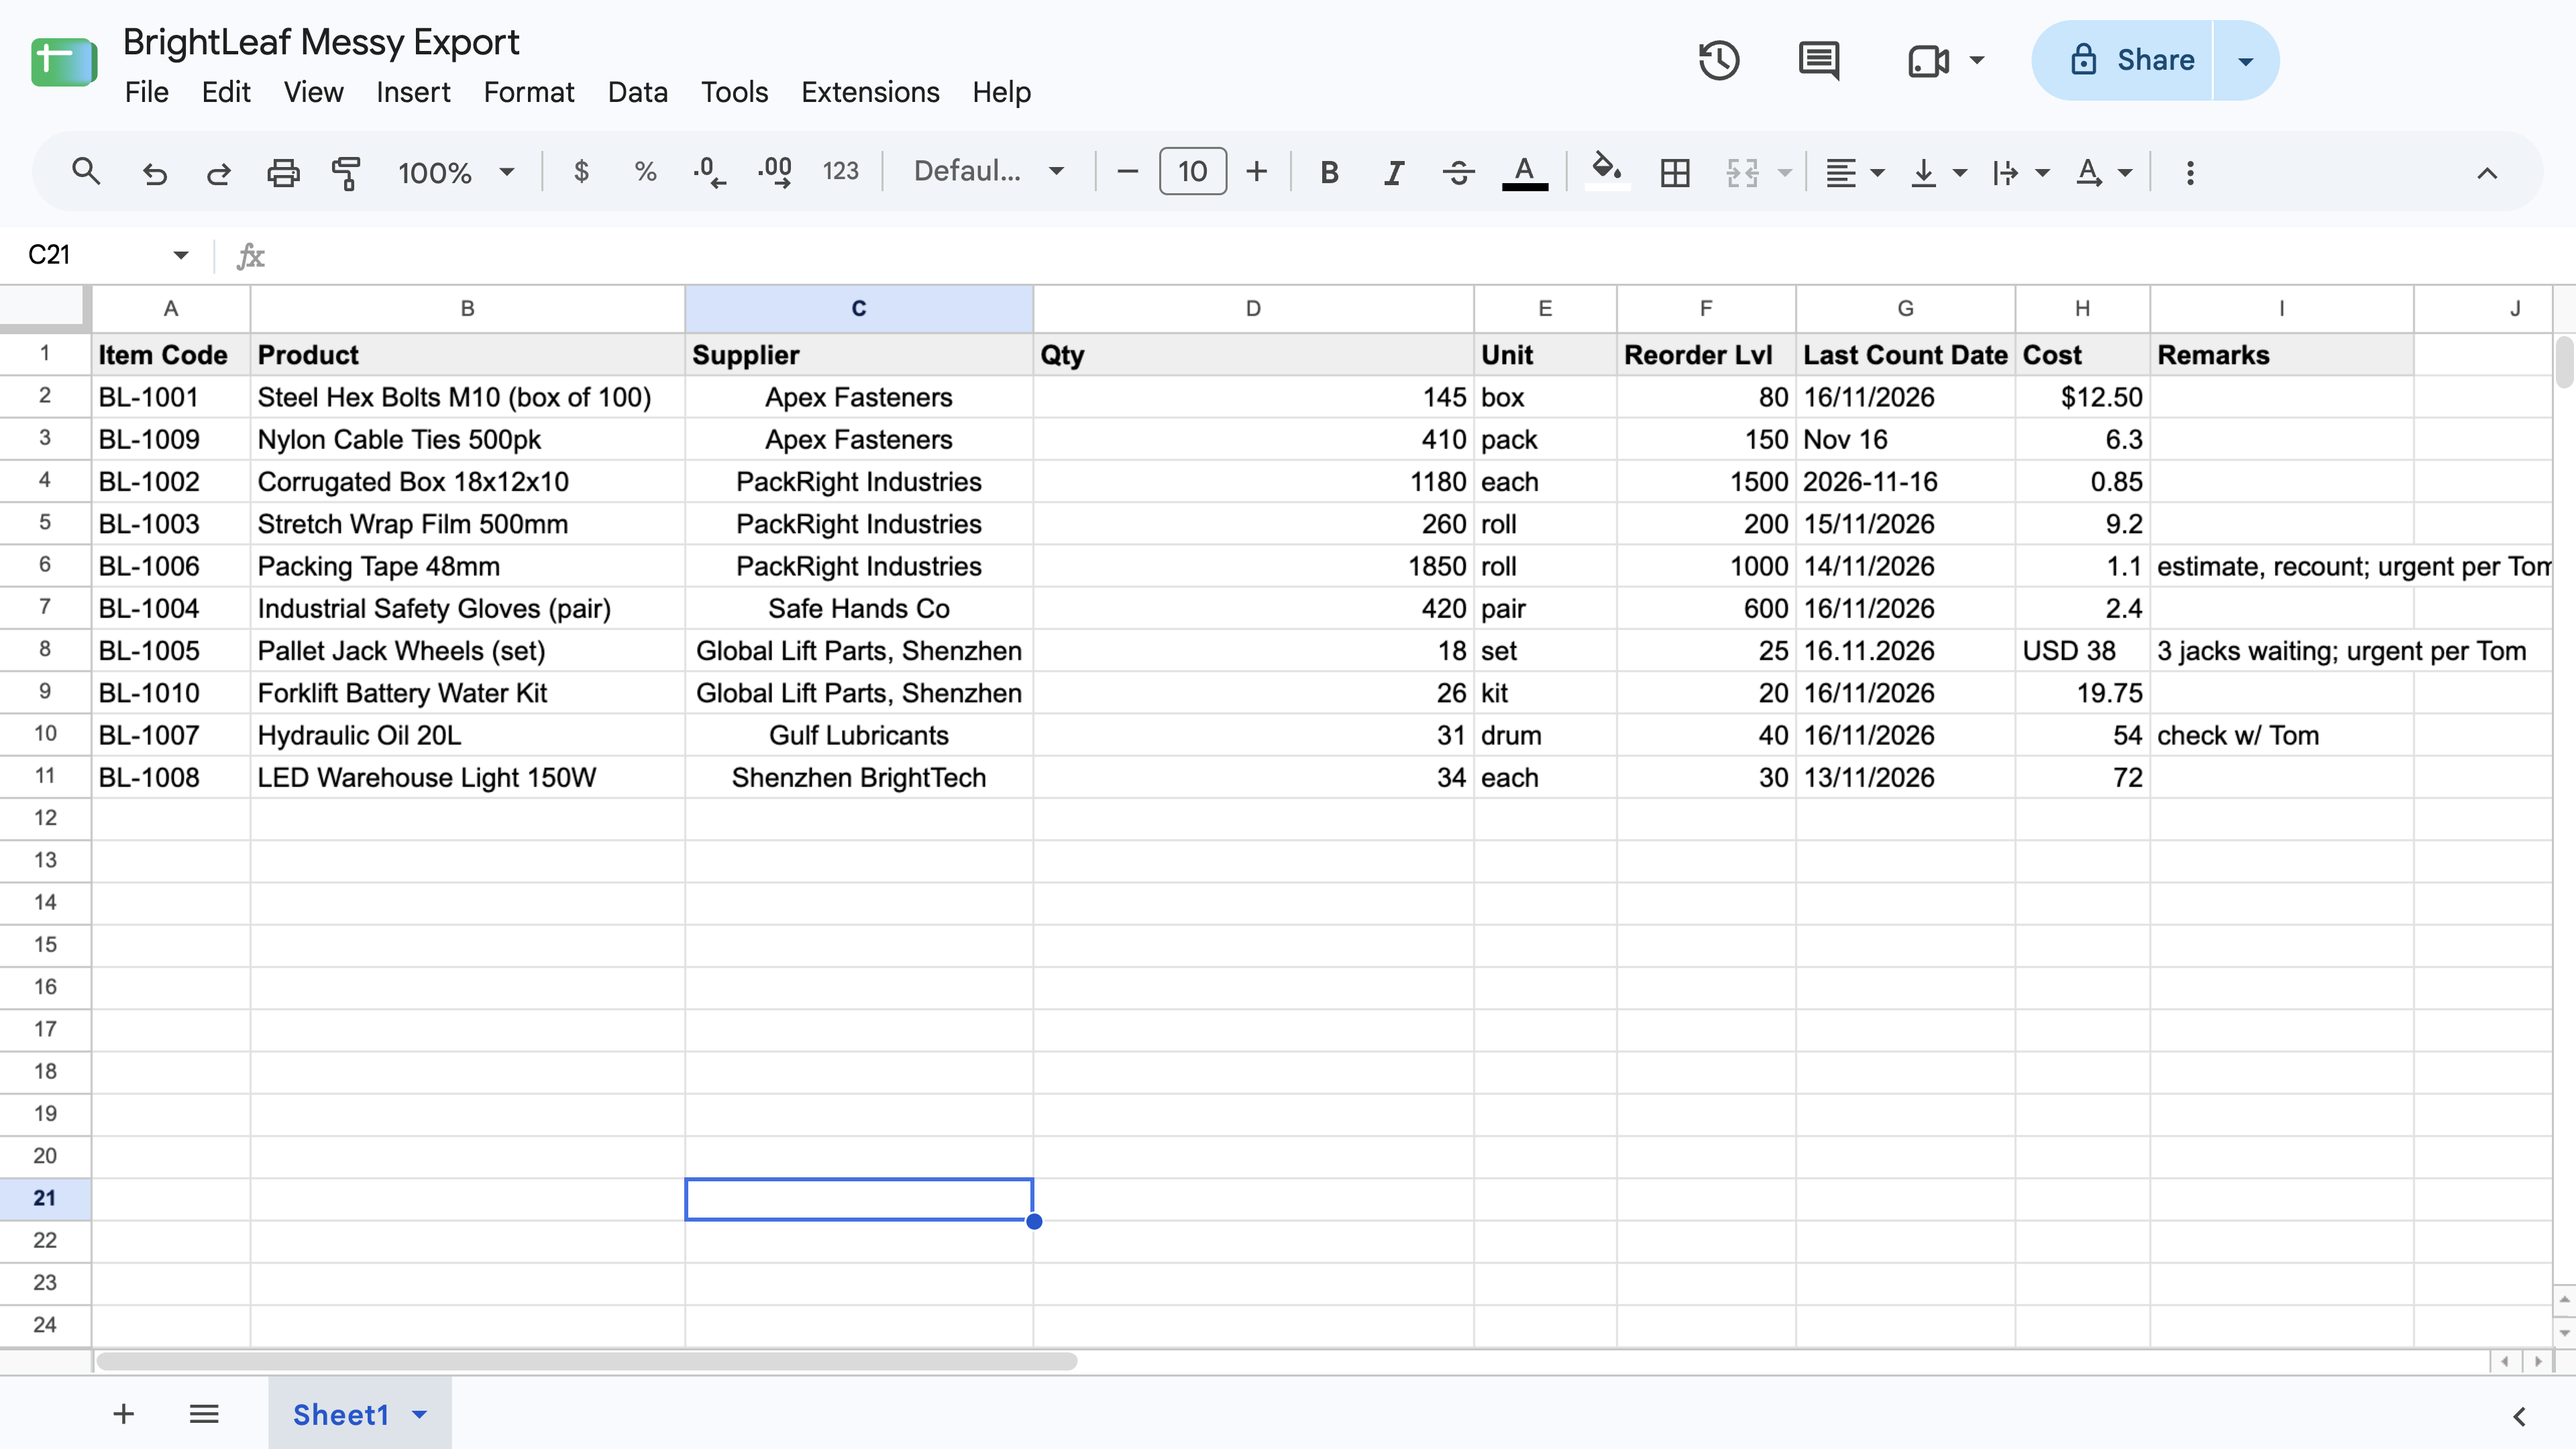 BrightLeaf Messy Export
File Edit View Insert Format Data Tools Extensions Help
Share
100% $ % .0 .00 123 Defaul... 10 B I S A A
C21 fx
A B C D E F G H I J
1 Item Code Product Supplier Qty Unit Reorder Lvl Last Count Date Cost Remarks
2 BL-1001 Steel Hex Bolts M10 (box of 100) Apex Fasteners 145 box 80 16/11/2026 $12.50
3 BL-1009 Nylon Cable Ties 500pk Apex Fasteners 410 pack 150 Nov 16 6.3
4 BL-1002 Corrugated Box 18x12x10 PackRight Industries 1180 each 1500 2026-11-16 0.85
5 BL-1003 Stretch Wrap Film 500mm PackRight Industries 260 roll 200 15/11/2026 9.2
6 BL-1006 Packing Tape 48mm PackRight Industries 1850 roll 1000 14/11/2026 1.1 estimate, recount; urgent per Tom
7 BL-1004 Industrial Safety Gloves (pair) Safe Hands Co 420 pair 600 16/11/2026 2.4
8 BL-1005 Pallet Jack Wheels (set) Global Lift Parts, Shenzhen 18 set 25 16.11.2026 USD 38 3 jacks waiting; urgent per Tom
9 BL-1010 Forklift Battery Water Kit Global Lift Parts, Shenzhen 26 kit 20 16/11/2026 19.75
10 BL-1007 Hydraulic Oil 20L Gulf Lubricants 31 drum 40 16/11/2026 54 check w/ Tom
11 BL-1008 LED Warehouse Light 150W Shenzhen BrightTech 34 each 30 13/11/2026 72
12
13
14
15
16
17
18
19
20
21
22
23
24
Sheet1